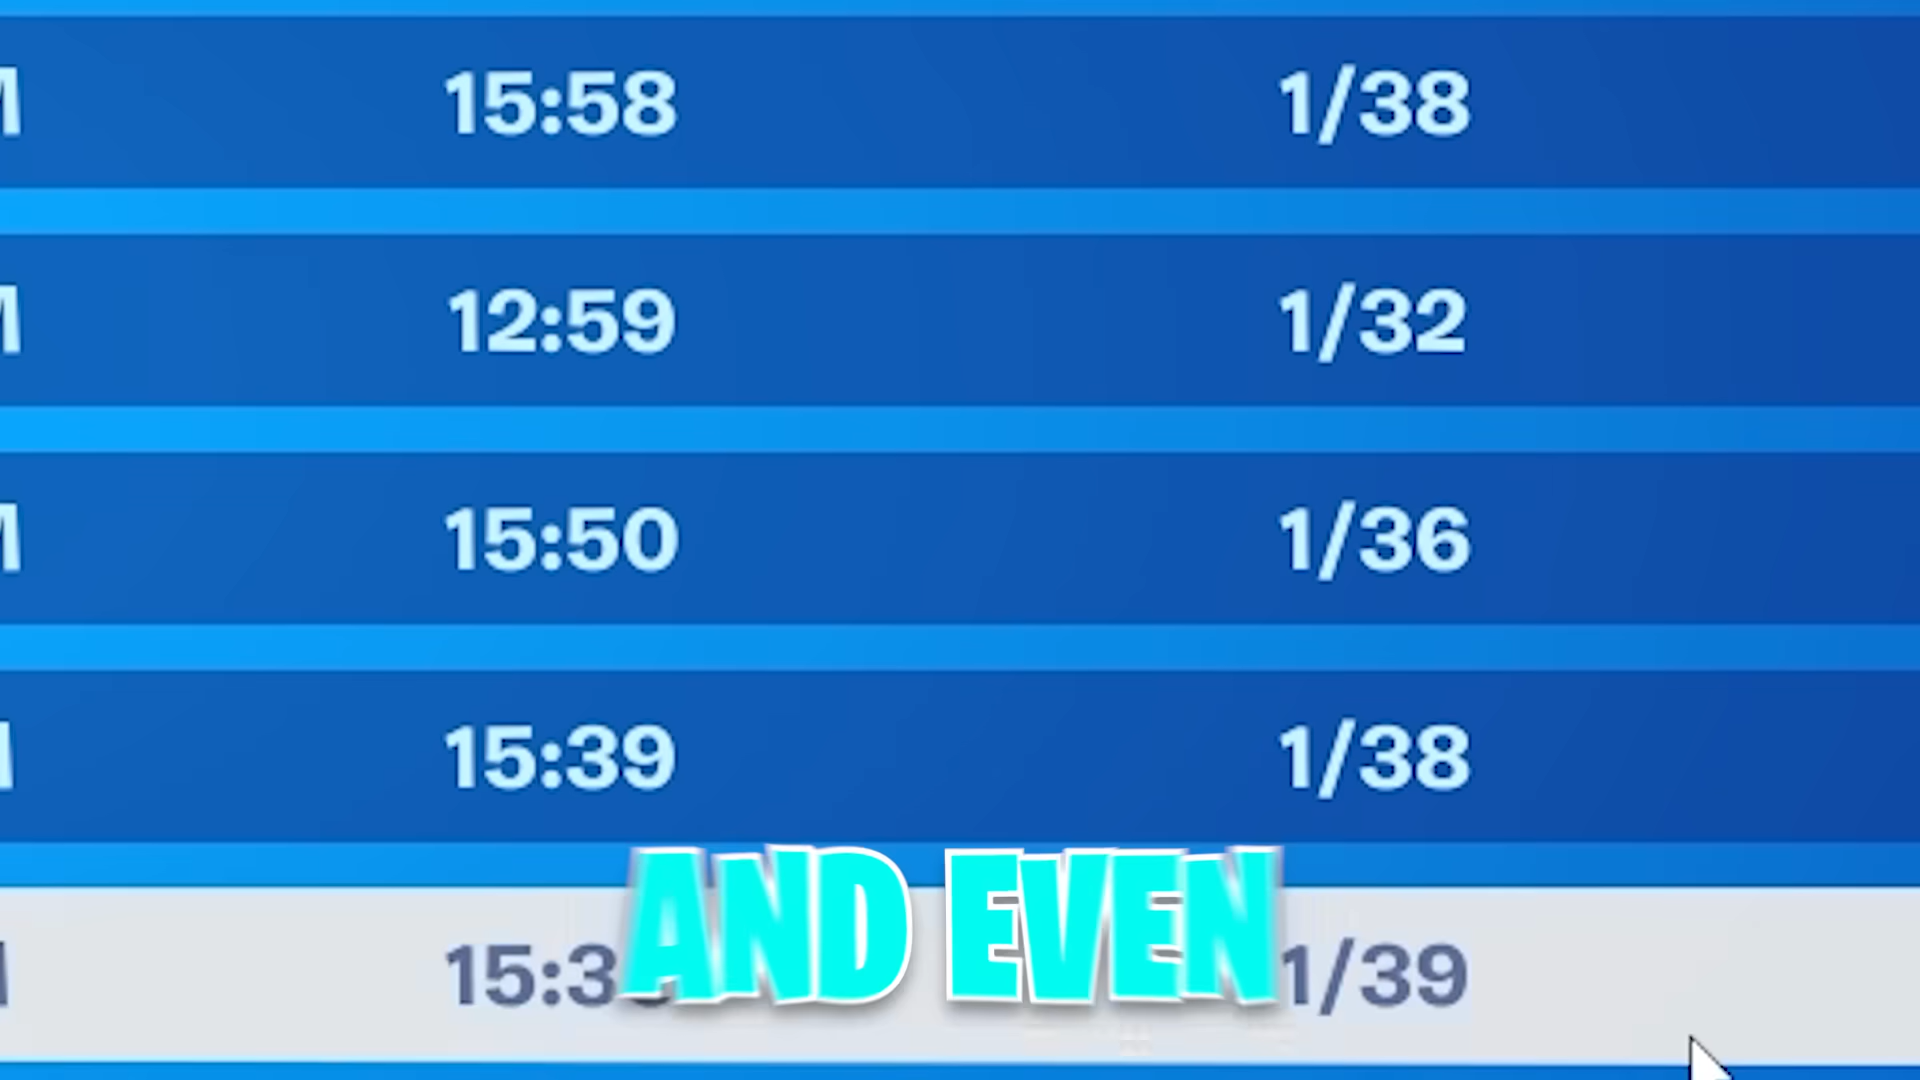 M 15:58 1/38
M 12:59 1/32
M 15:50 1/36
M 15:39 1/38
1/39
AND EVEN